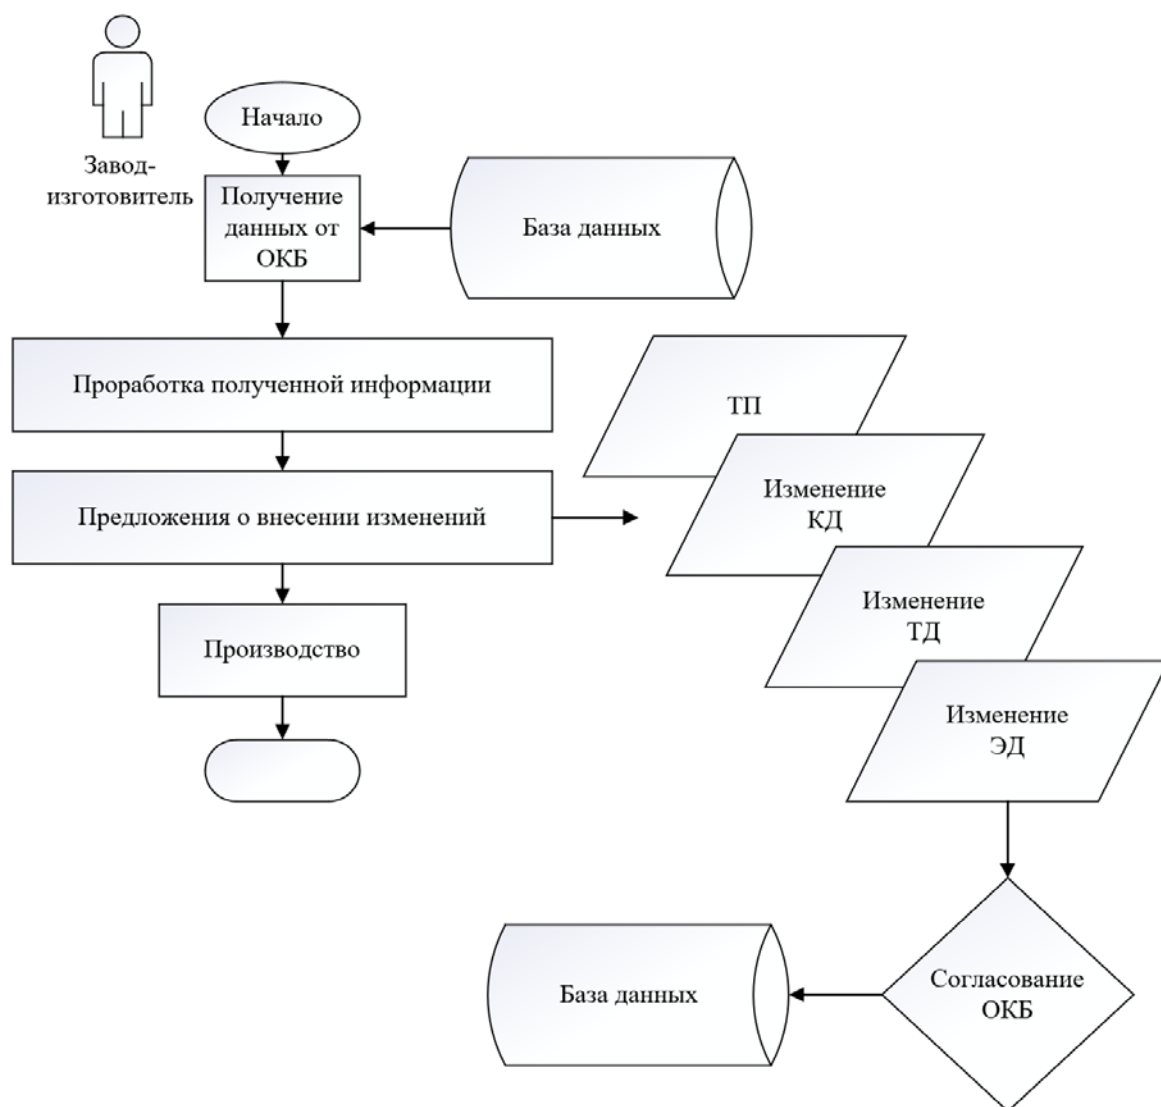 Начало
Завод-
изготовитель
Получение
данных от
ОКБ
База данных
Проработка полученной информации
ТП
Предложения о внесении изменений
Изменение
КД
Изменение
ТД
Производство
Изменение
ЭД
База данных
Согласование
ОКБ